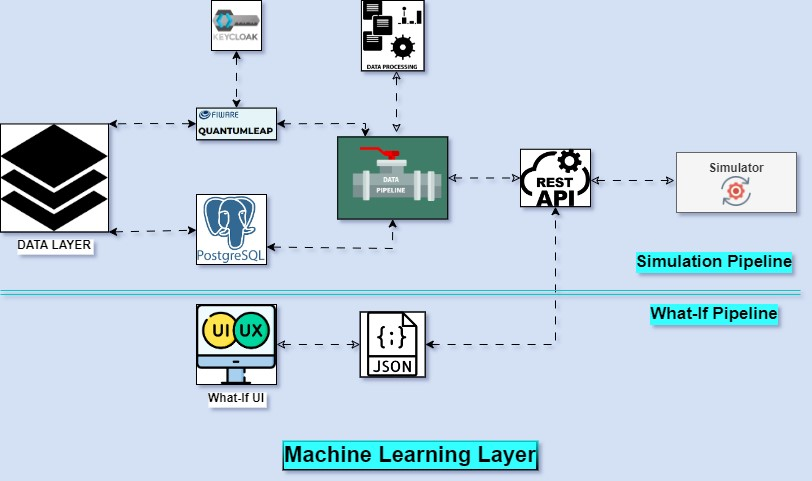 KEYCLOAK
DATA PROCESSING
FIWARE
QUANTUMLEAP
DATA
PIPELINE
REST
API
Simulator
PostgreSQL
DATA LAYER
Simulation Pipeline
What-If Pipeline
UI UX
{;}
JSON
What-If UI
Machine Learning Layer